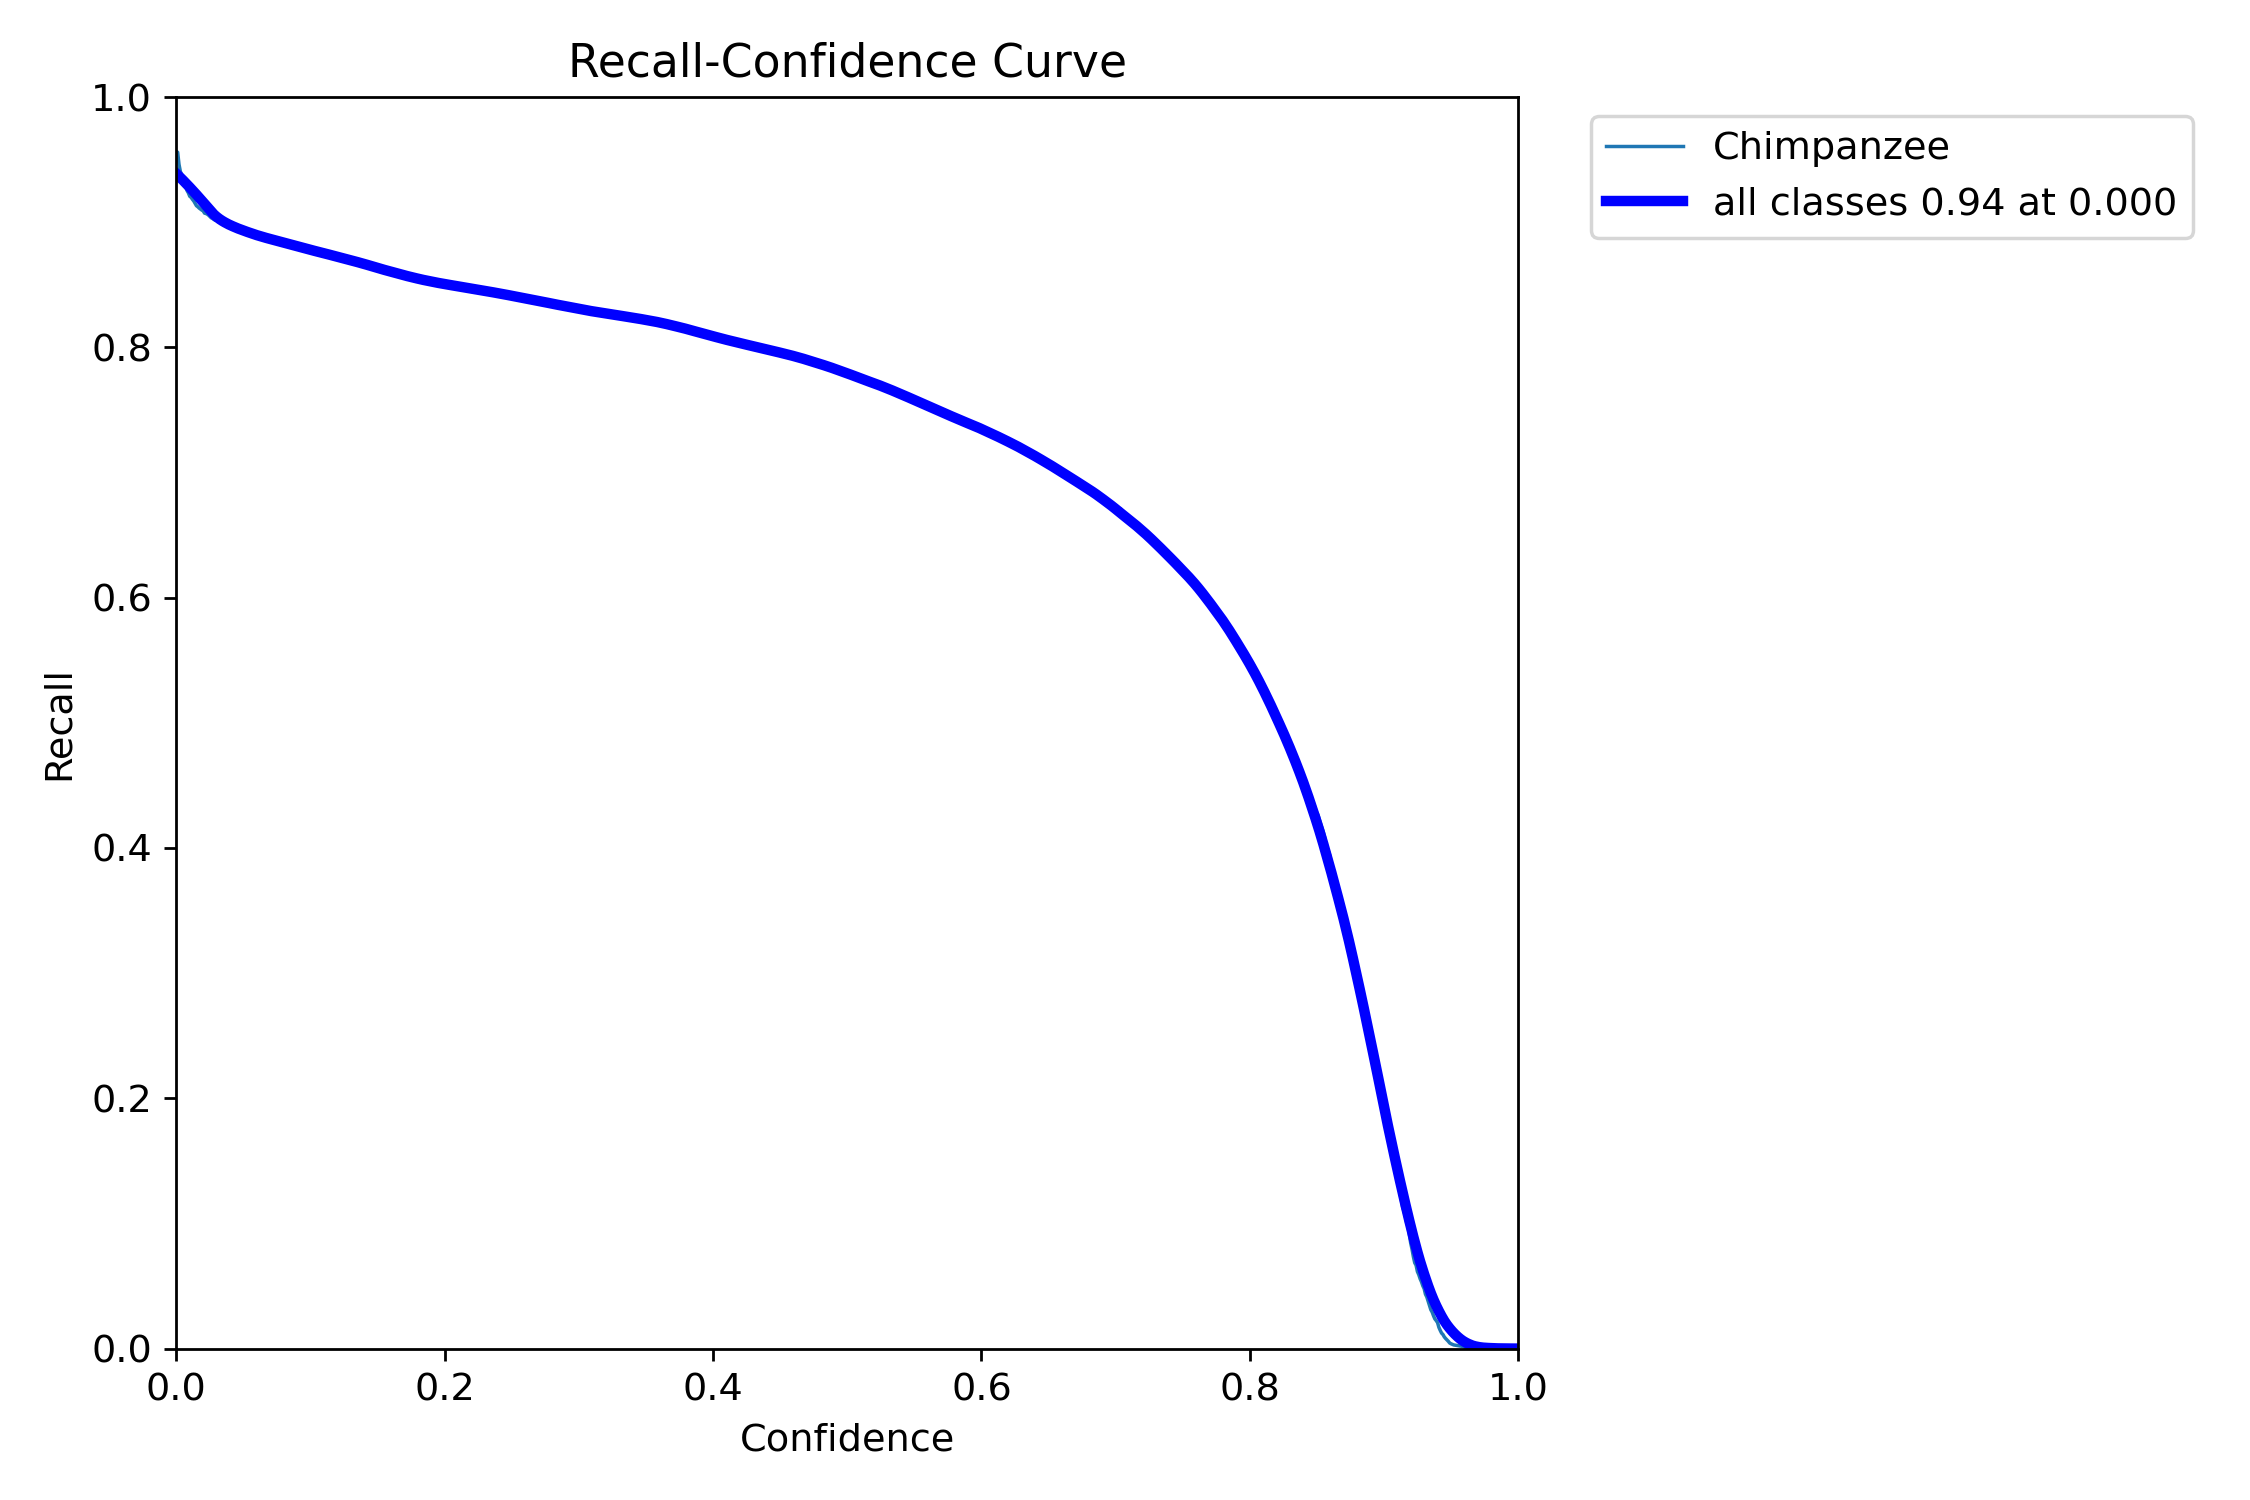 Recall-Confidence Curve
1.0
0.8
0.6
0.4
0.2
0.0
Recall
0.0 0.2 0.4 0.6 0.8 1.0
Confidence
Chimpanzee
all classes 0.94 at 0.000